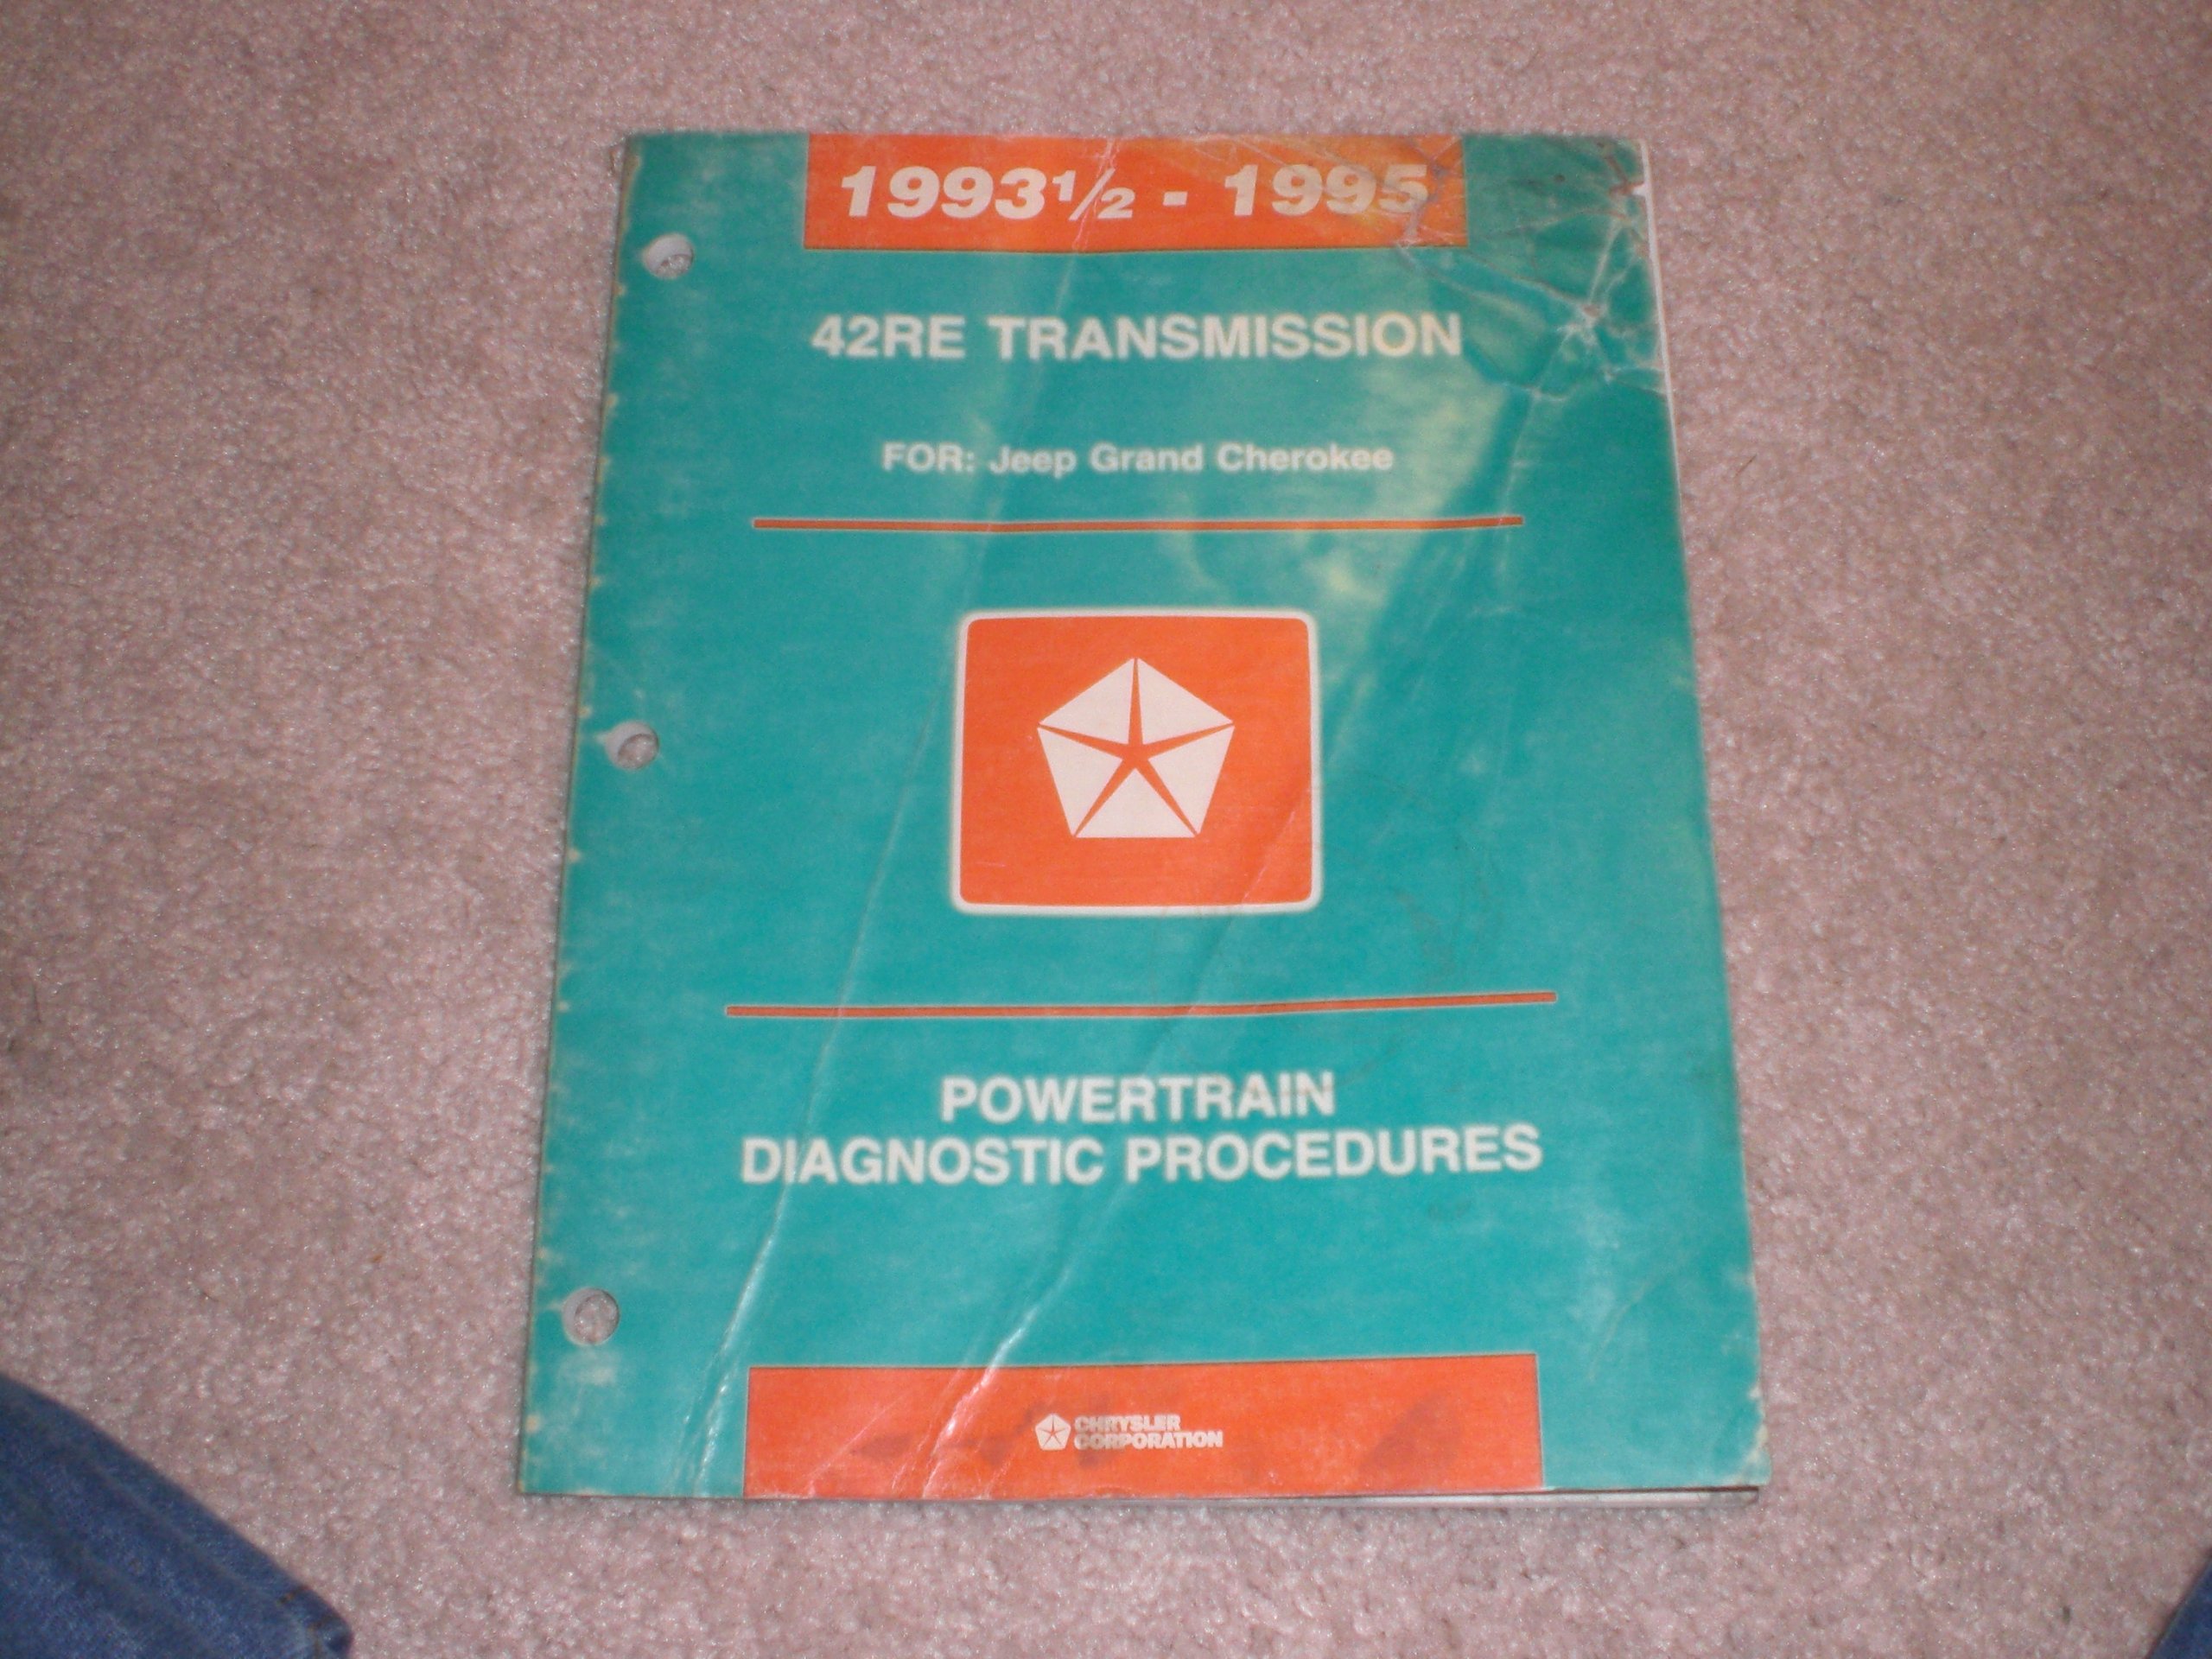 1993½ - 1995
42RE TRANSMISSION
FOR: Jeep Grand Cherokee
POWERTRAIN
DIAGNOSTIC PROCEDURES
CHRYSLER
CORPORATION